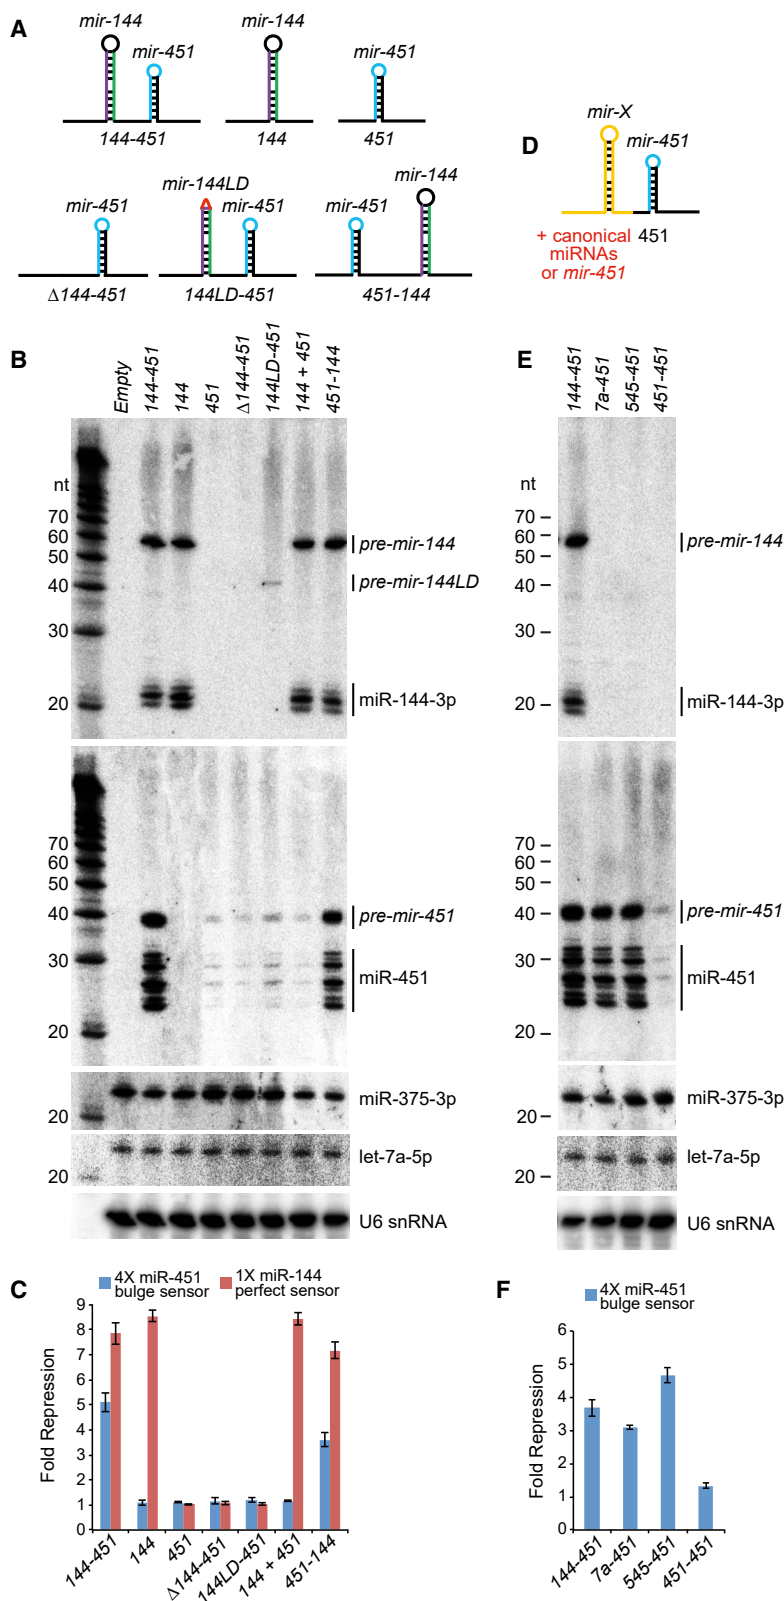 A
mir-144
mir-451
144-451
mir-144
144
mir-451
451
mir-451
Δ144-451
mir-144LD
mir-451
144LD-451
mir-451
mir-144
451-144
D
mir-X
mir-451
+ canonical
miRNAs
or mir-451
451
B
Empty
144-451
144
451
Δ144-451
144LD-451
144 + 451
451-144
nt
70
60
50
40
30
20
pre-mir-144
pre-mir-144LD
miR-144-3p
70
60
50
40
30
20
pre-mir-451
miR-451
20
miR-375-3p
20
let-7a-5p
U6 snRNA
E
144-451
7a-451
545-451
451-451
nt
70
60
50
40
30
20
pre-mir-144
miR-144-3p
70
60
50
40
30
20
pre-mir-451
miR-451
20
miR-375-3p
20
let-7a-5p
U6 snRNA
C
4X miR-451
bulge sensor
1X miR-144
perfect sensor
Fold Repression
9
8
7
6
5
4
3
2
1
0
144-451
144
451
Δ144-451
144LD-451
144 + 451
451-144
F
4X miR-451
bulge sensor
Fold Repression
6
5
4
3
2
1
0
144-451
7a-451
545-451
451-451